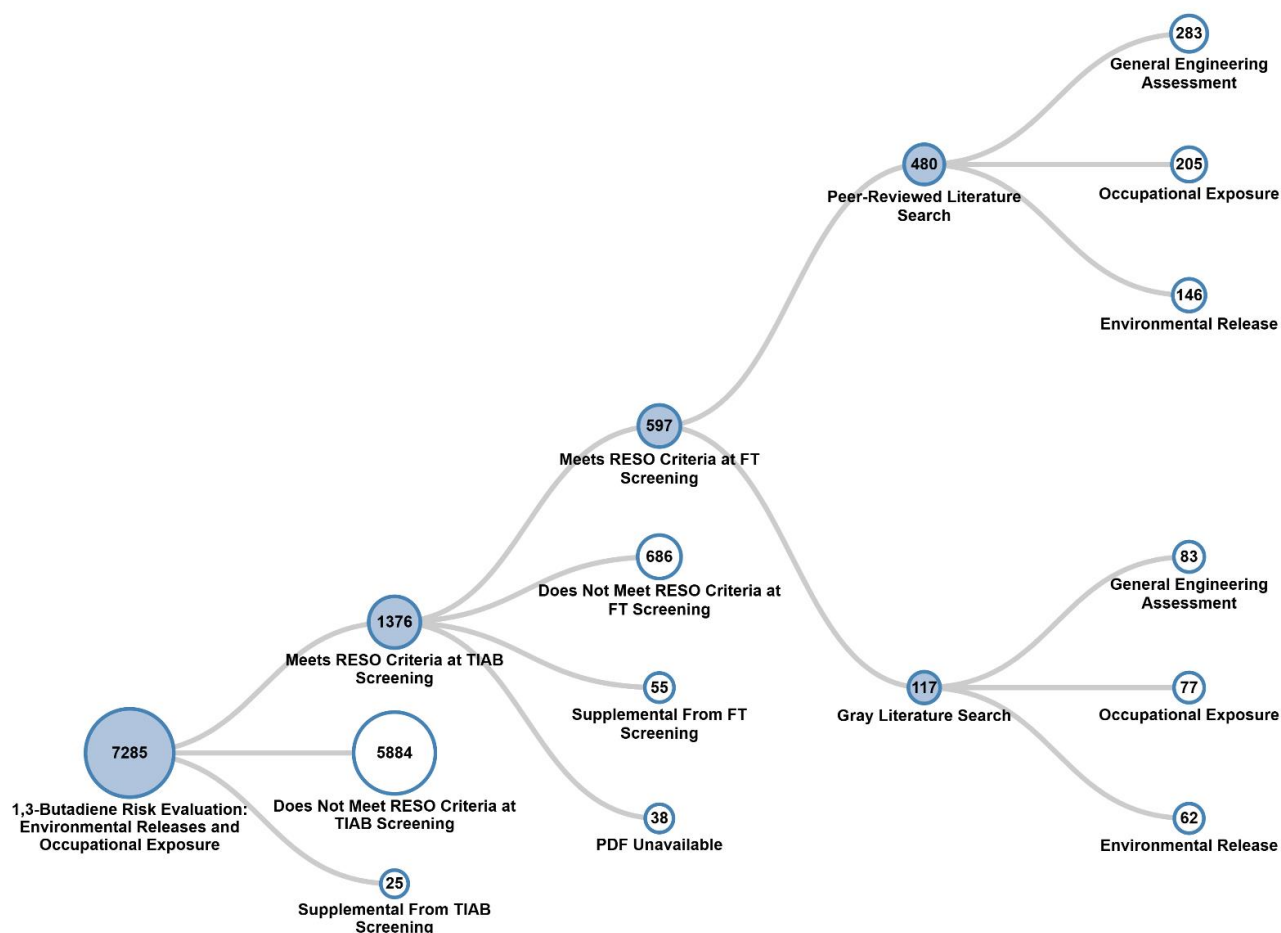 283
General Engineering
Assessment
480
Peer-Reviewed Literature
Search
205
Occupational Exposure
146
Environmental Release
597
Meets RESO Criteria at FT
Screening
686
Does Not Meet RESO Criteria at
FT Screening
83
General Engineering
Assessment
1376
Meets RESO Criteria at TIAB
Screening
55
Supplemental From FT
Screening
117
Gray Literature Search
77
Occupational Exposure
7285
1,3-Butadiene Risk Evaluation:
Environmental Releases and
Occupational Exposure
5884
Does Not Meet RESO Criteria at
TIAB Screening
38
PDF Unavailable
62
Environmental Release
25
Supplemental From TIAB
Screening